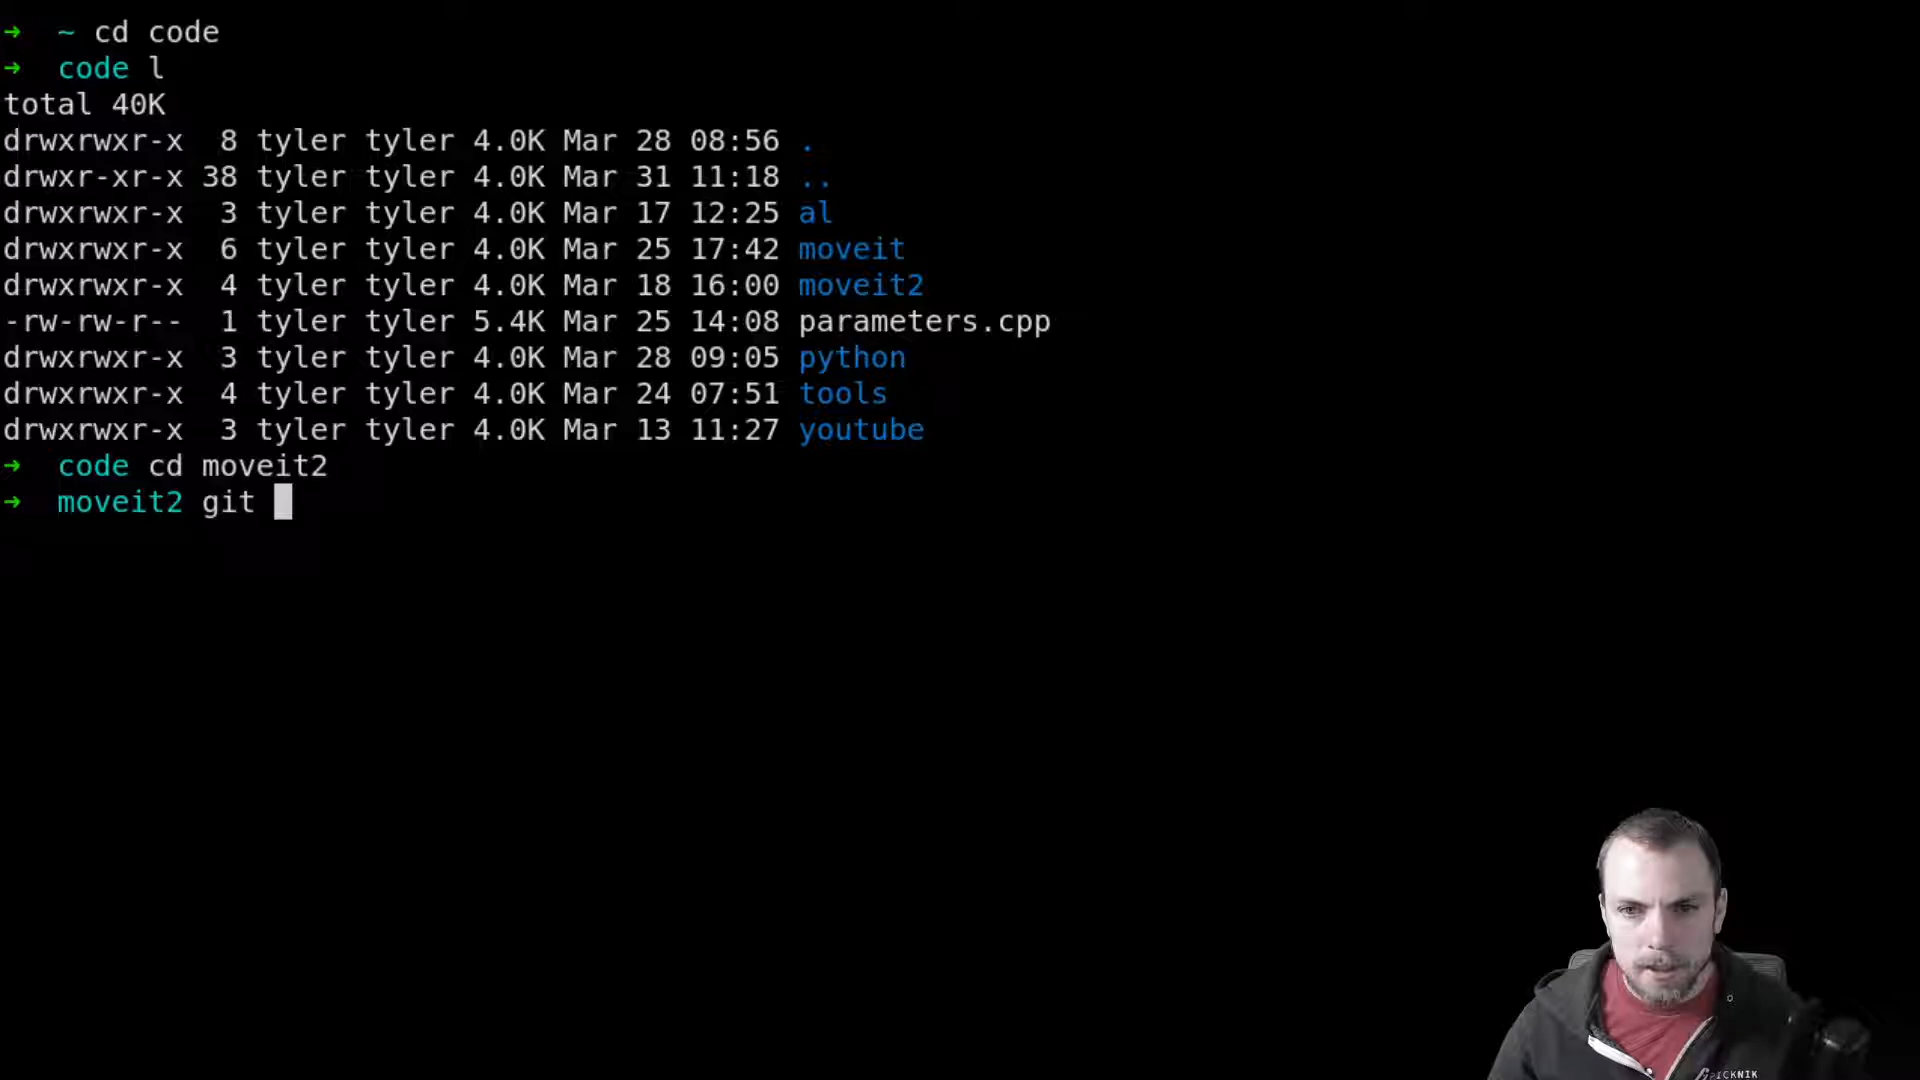 ➜ ~ cd code
➜ code l
total 40K
drwxrwxr-x 8 tyler tyler 4.0K Mar 28 08:56 .
drwxr-xr-x 38 tyler tyler 4.0K Mar 31 11:18 ..
drwxrwxr-x 3 tyler tyler 4.0K Mar 17 12:25 al
drwxrwxr-x 6 tyler tyler 4.0K Mar 25 17:42 moveit
drwxrwxr-x 4 tyler tyler 4.0K Mar 18 16:00 moveit2
-rw-rw-r-- 1 tyler tyler 5.4K Mar 25 14:08 parameters.cpp
drwxrwxr-x 3 tyler tyler 4.0K Mar 28 09:05 python
drwxrwxr-x 4 tyler tyler 4.0K Mar 24 07:51 tools
drwxrwxr-x 3 tyler tyler 4.0K Mar 13 11:27 youtube
➜ code cd moveit2
➜ moveit2 git
PICKNIK